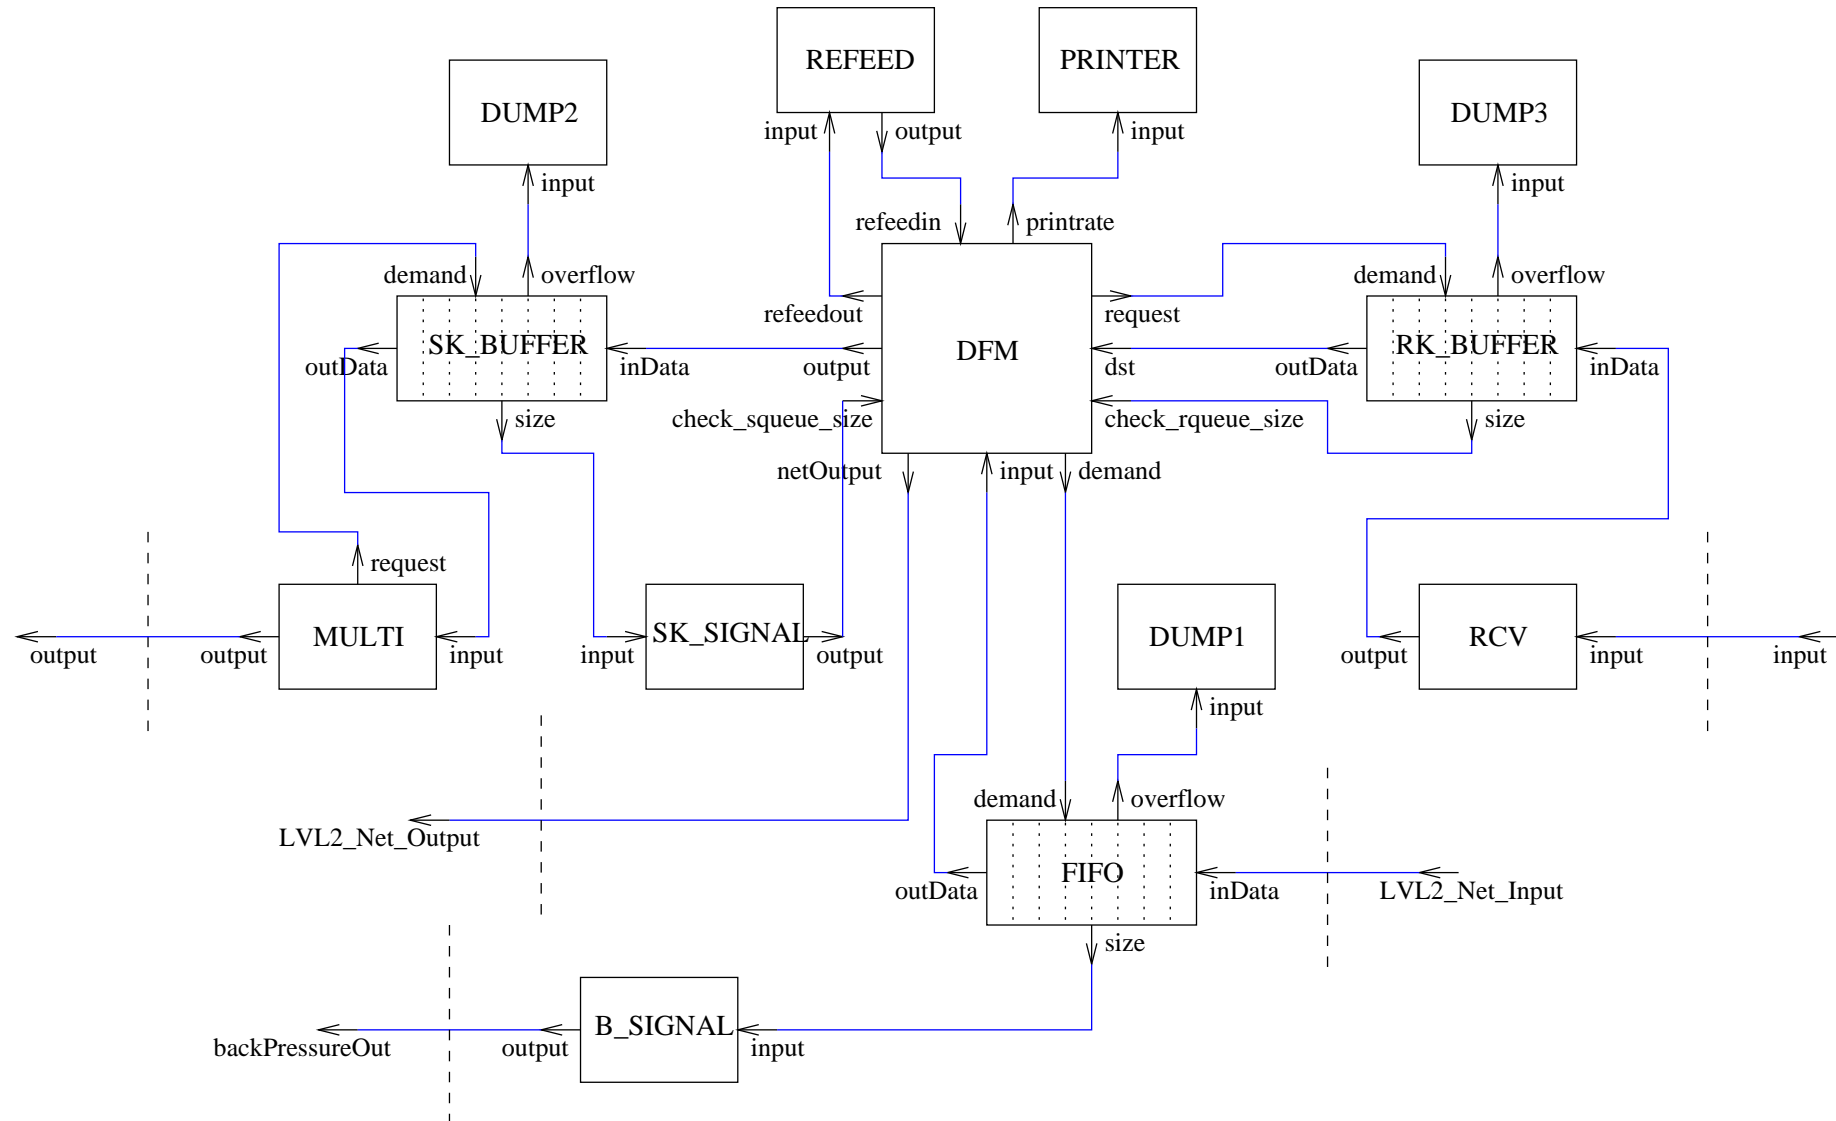 REFEED
PRINTER
DUMP2
DUMP3
input
output
input
input
input
refeedin
printrate
demand
overflow
demand
overflow
refeedout
request
SK_BUFFER
DFM
RK_BUFFER
outData
inData
output
dst
outData
inData
size
check_squeue_size
check_rqueue_size
size
netOutput
input
demand
request
MULTI
SK_SIGNAL
DUMP1
RCV
output
output
input
input
output
output
input
input
input
demand
overflow
LVL2_Net_Output
FIFO
outData
inData
LVL2_Net_Input
size
B_SIGNAL
backPressureOut
output
input